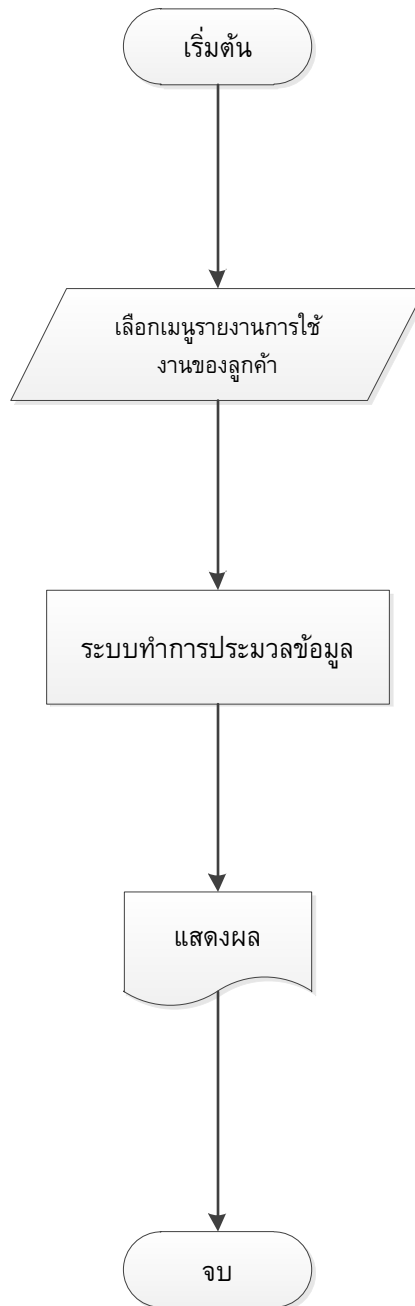 เริ่มต้น
เลือกเมนูรายงานการใช้
งานของลูกค้า
ระบบทำการประมวลข้อมูล
แสดงผล
จบ